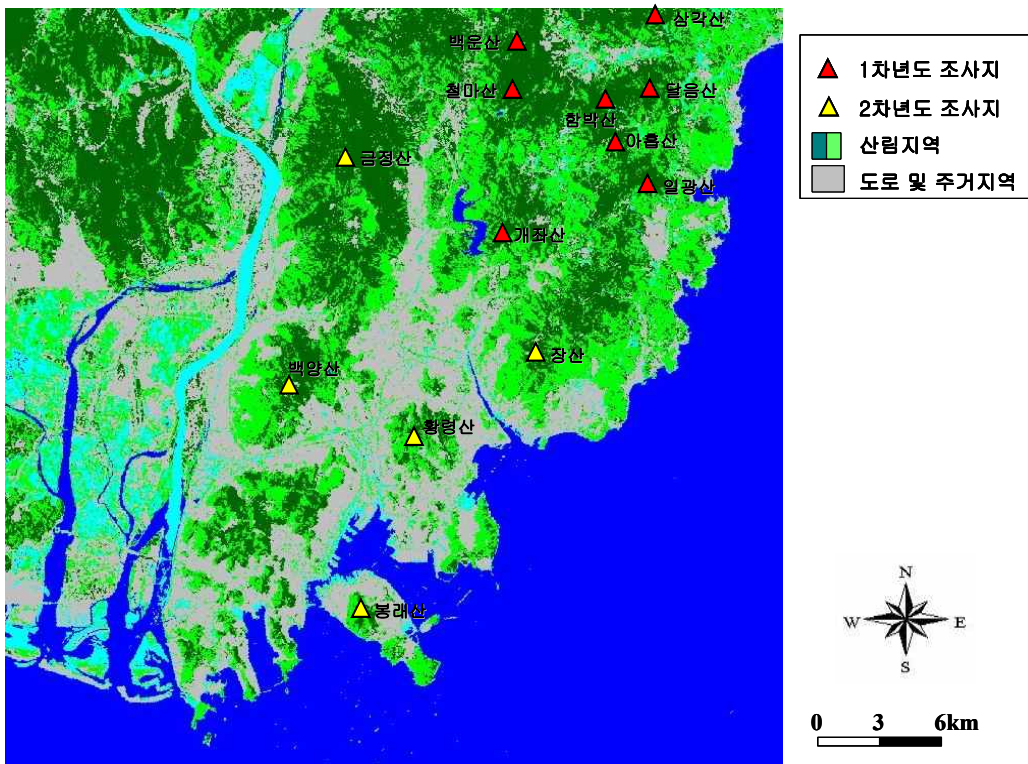 삼각산
백운산
철마산
달음산
함박산
아홉산
금정산
일광산
개좌산
장산
백양산
황령산
봉래산
1차년도 조사지
2차년도 조사지
산림지역
도로 및 주거지역
N
W E
S
0 3 6km